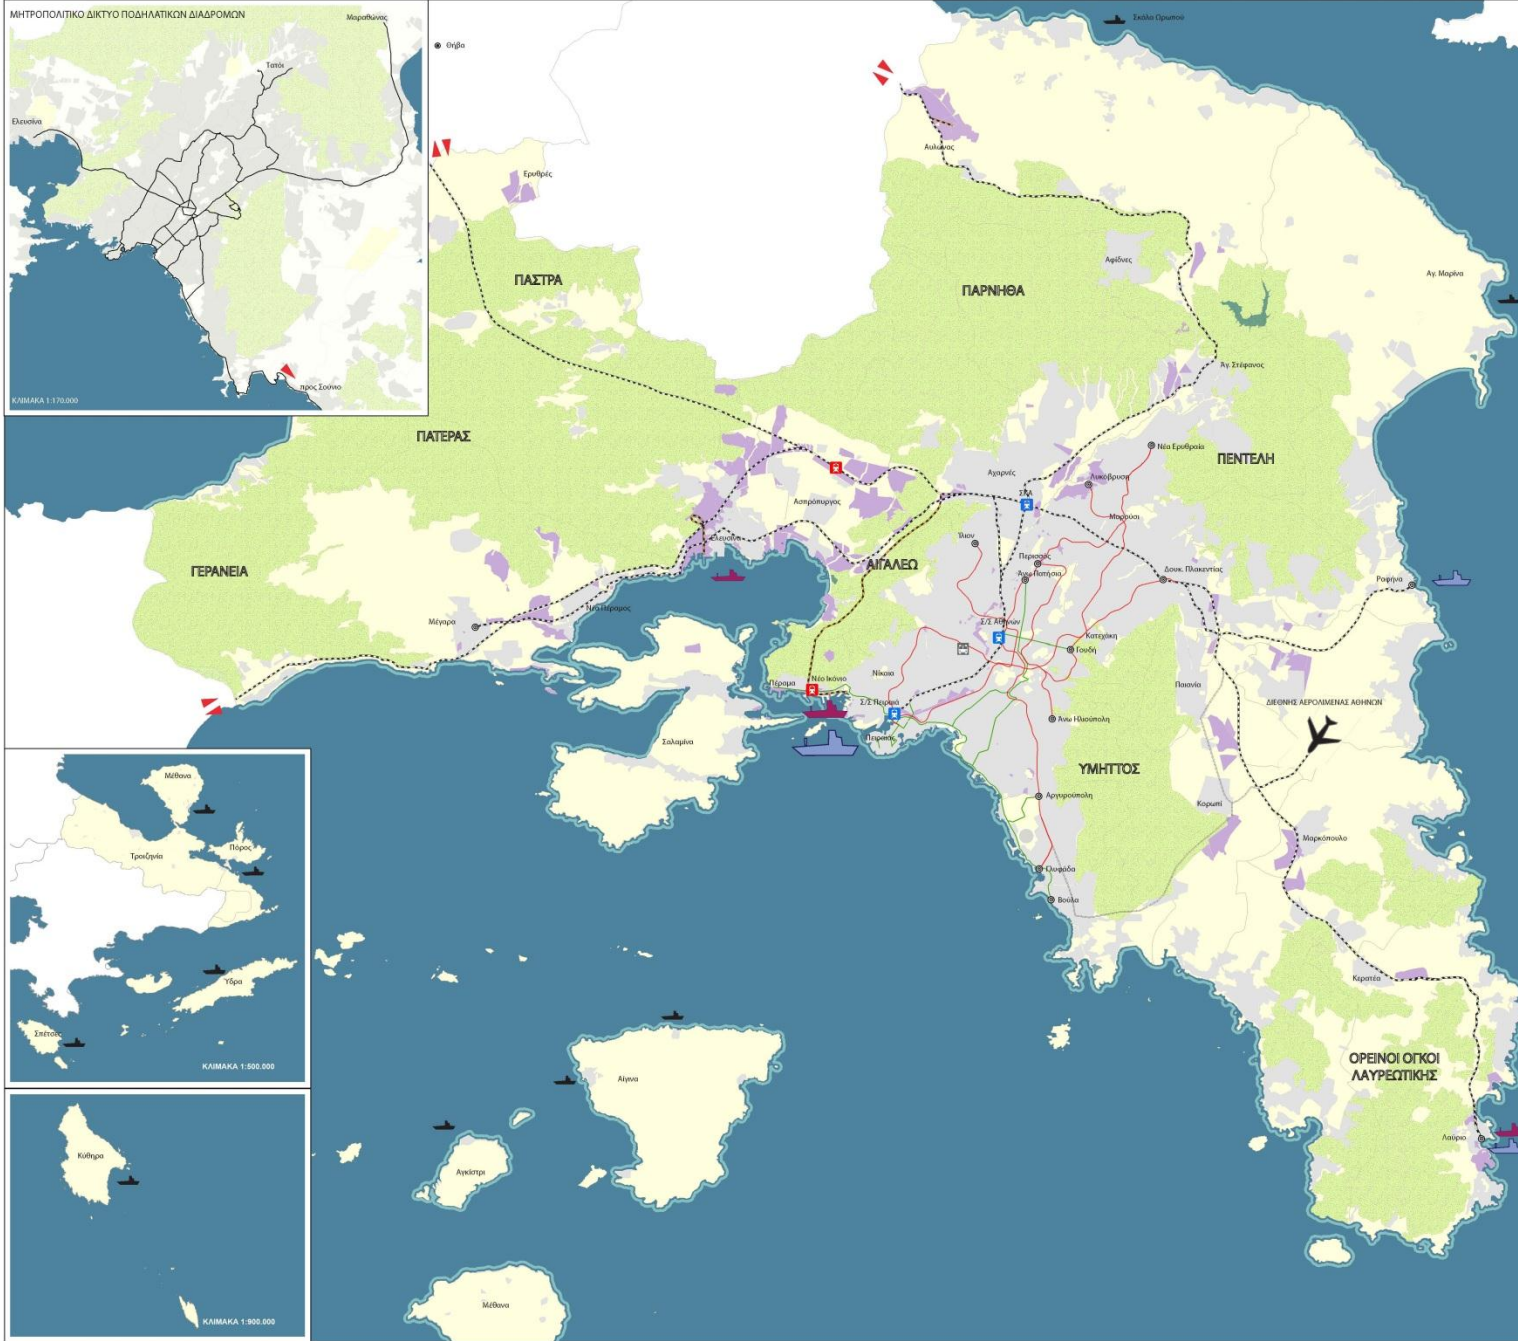 ΜΗΤΡΟΠΟΛΙΤΙΚΟ ΔΙΚΤΥΟ ΠΟΔΗΛΑΤΙΚΩΝ ΔΙΑΔΡΟΜΩΝ
Μαραθώνας
Τατόι
Ελευσίνα
προς Σούνιο
ΚΛΙΜΑΚΑ 1:170.000
Θήβα
Σκάλα Ωρωπού
Αυλώνας
Ερυθρές
Αφίδνες
Αγ. Μαρίνα
ΠΑΣΤΡΑ
ΠΑΡΝΗΘΑ
Άγ. Στέφανος
ΠΑΤΕΡΑΣ
Νέα Ερυθραία
ΠΕΝΤΕΛΗ
Αχαρνές
Λυκόβρυση
ΣΚΑ
Ασπρόπυργος
Μαρούσι
Ελευσίνα
Ίλιον
Περισσός
ΑΙΓΑΛΕΩ
Άνω Πατήσια
Δουκ. Πλακεντίας
ΓΕΡΑΝΕΙΑ
Ραφήνα
Νέα Πέραμος
Μέγαρα
Σ/Σ Αθηνών
Κατεχάκη
Γουδή
Νίκαια
Πέραμα
Νέο Ικόνιο
Παιανία
Σ/Σ Πειραιά
ΔΙΕΘΝΗΣ ΑΕΡΟΛΙΜΕΝΑΣ ΑΘΗΝΩΝ
Άνω Ηλιούπολη
Πειραιάς
Σαλαμίνα
ΥΜΗΤΤΟΣ
Αργυρούπολη
Κορωπί
Μαρκόπουλο
Γλυφάδα
Βούλα
Κερατέα
ΟΡΕΙΝΟΙ ΟΓΚΟΙ
ΛΑΥΡΕΩΤΙΚΗΣ
Λαύριο
Αίγινα
Αγκίστρι
Μέθανα
Μέθανα
Πόρος
Τροιζηνία
Ύδρα
Σπέτσες
ΚΛΙΜΑΚΑ 1:500.000
Κύθηρα
ΚΛΙΜΑΚΑ 1:900.000